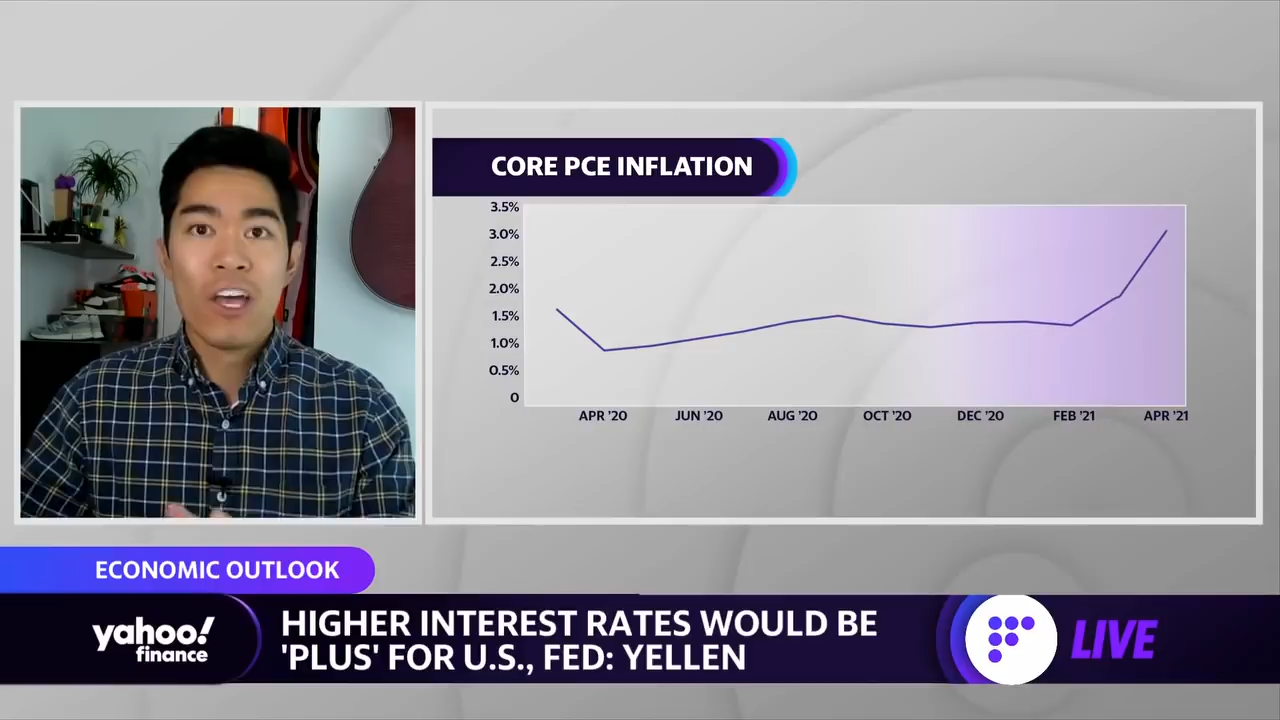 CORE PCE INFLATION
3.5%
3.0%
2.5%
2.0%
1.5%
1.0%
0.5%
0
APR '20 JUN '20 AUG '20 OCT '20 DEC '20 FEB '21 APR '21
ECONOMIC OUTLOOK
yahoo!
finance
HIGHER INTEREST RATES WOULD BE
'PLUS' FOR U.S., FED: YELLEN
LIVE